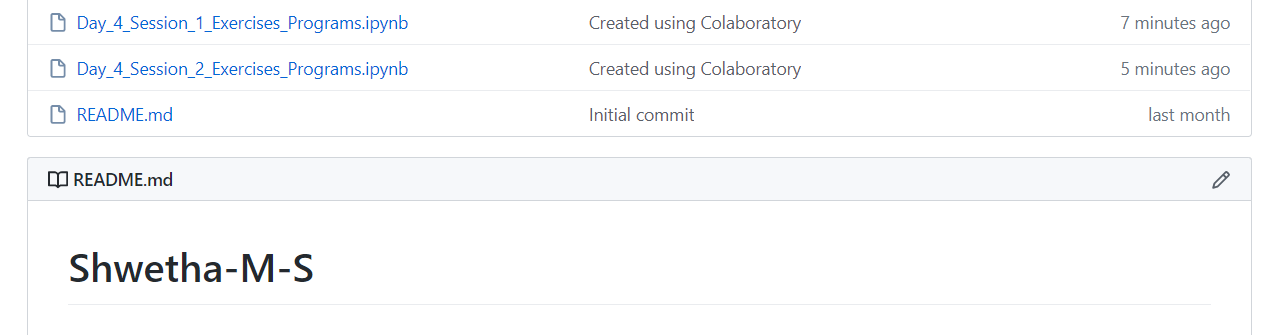 Day_4_Session_1_Exercises_Programs.ipynb Created using Colaboratory 7 minutes ago
Day_4_Session_2_Exercises_Programs.ipynb Created using Colaboratory 5 minutes ago
README.md Initial commit last month
README.md
Shwetha-M-S